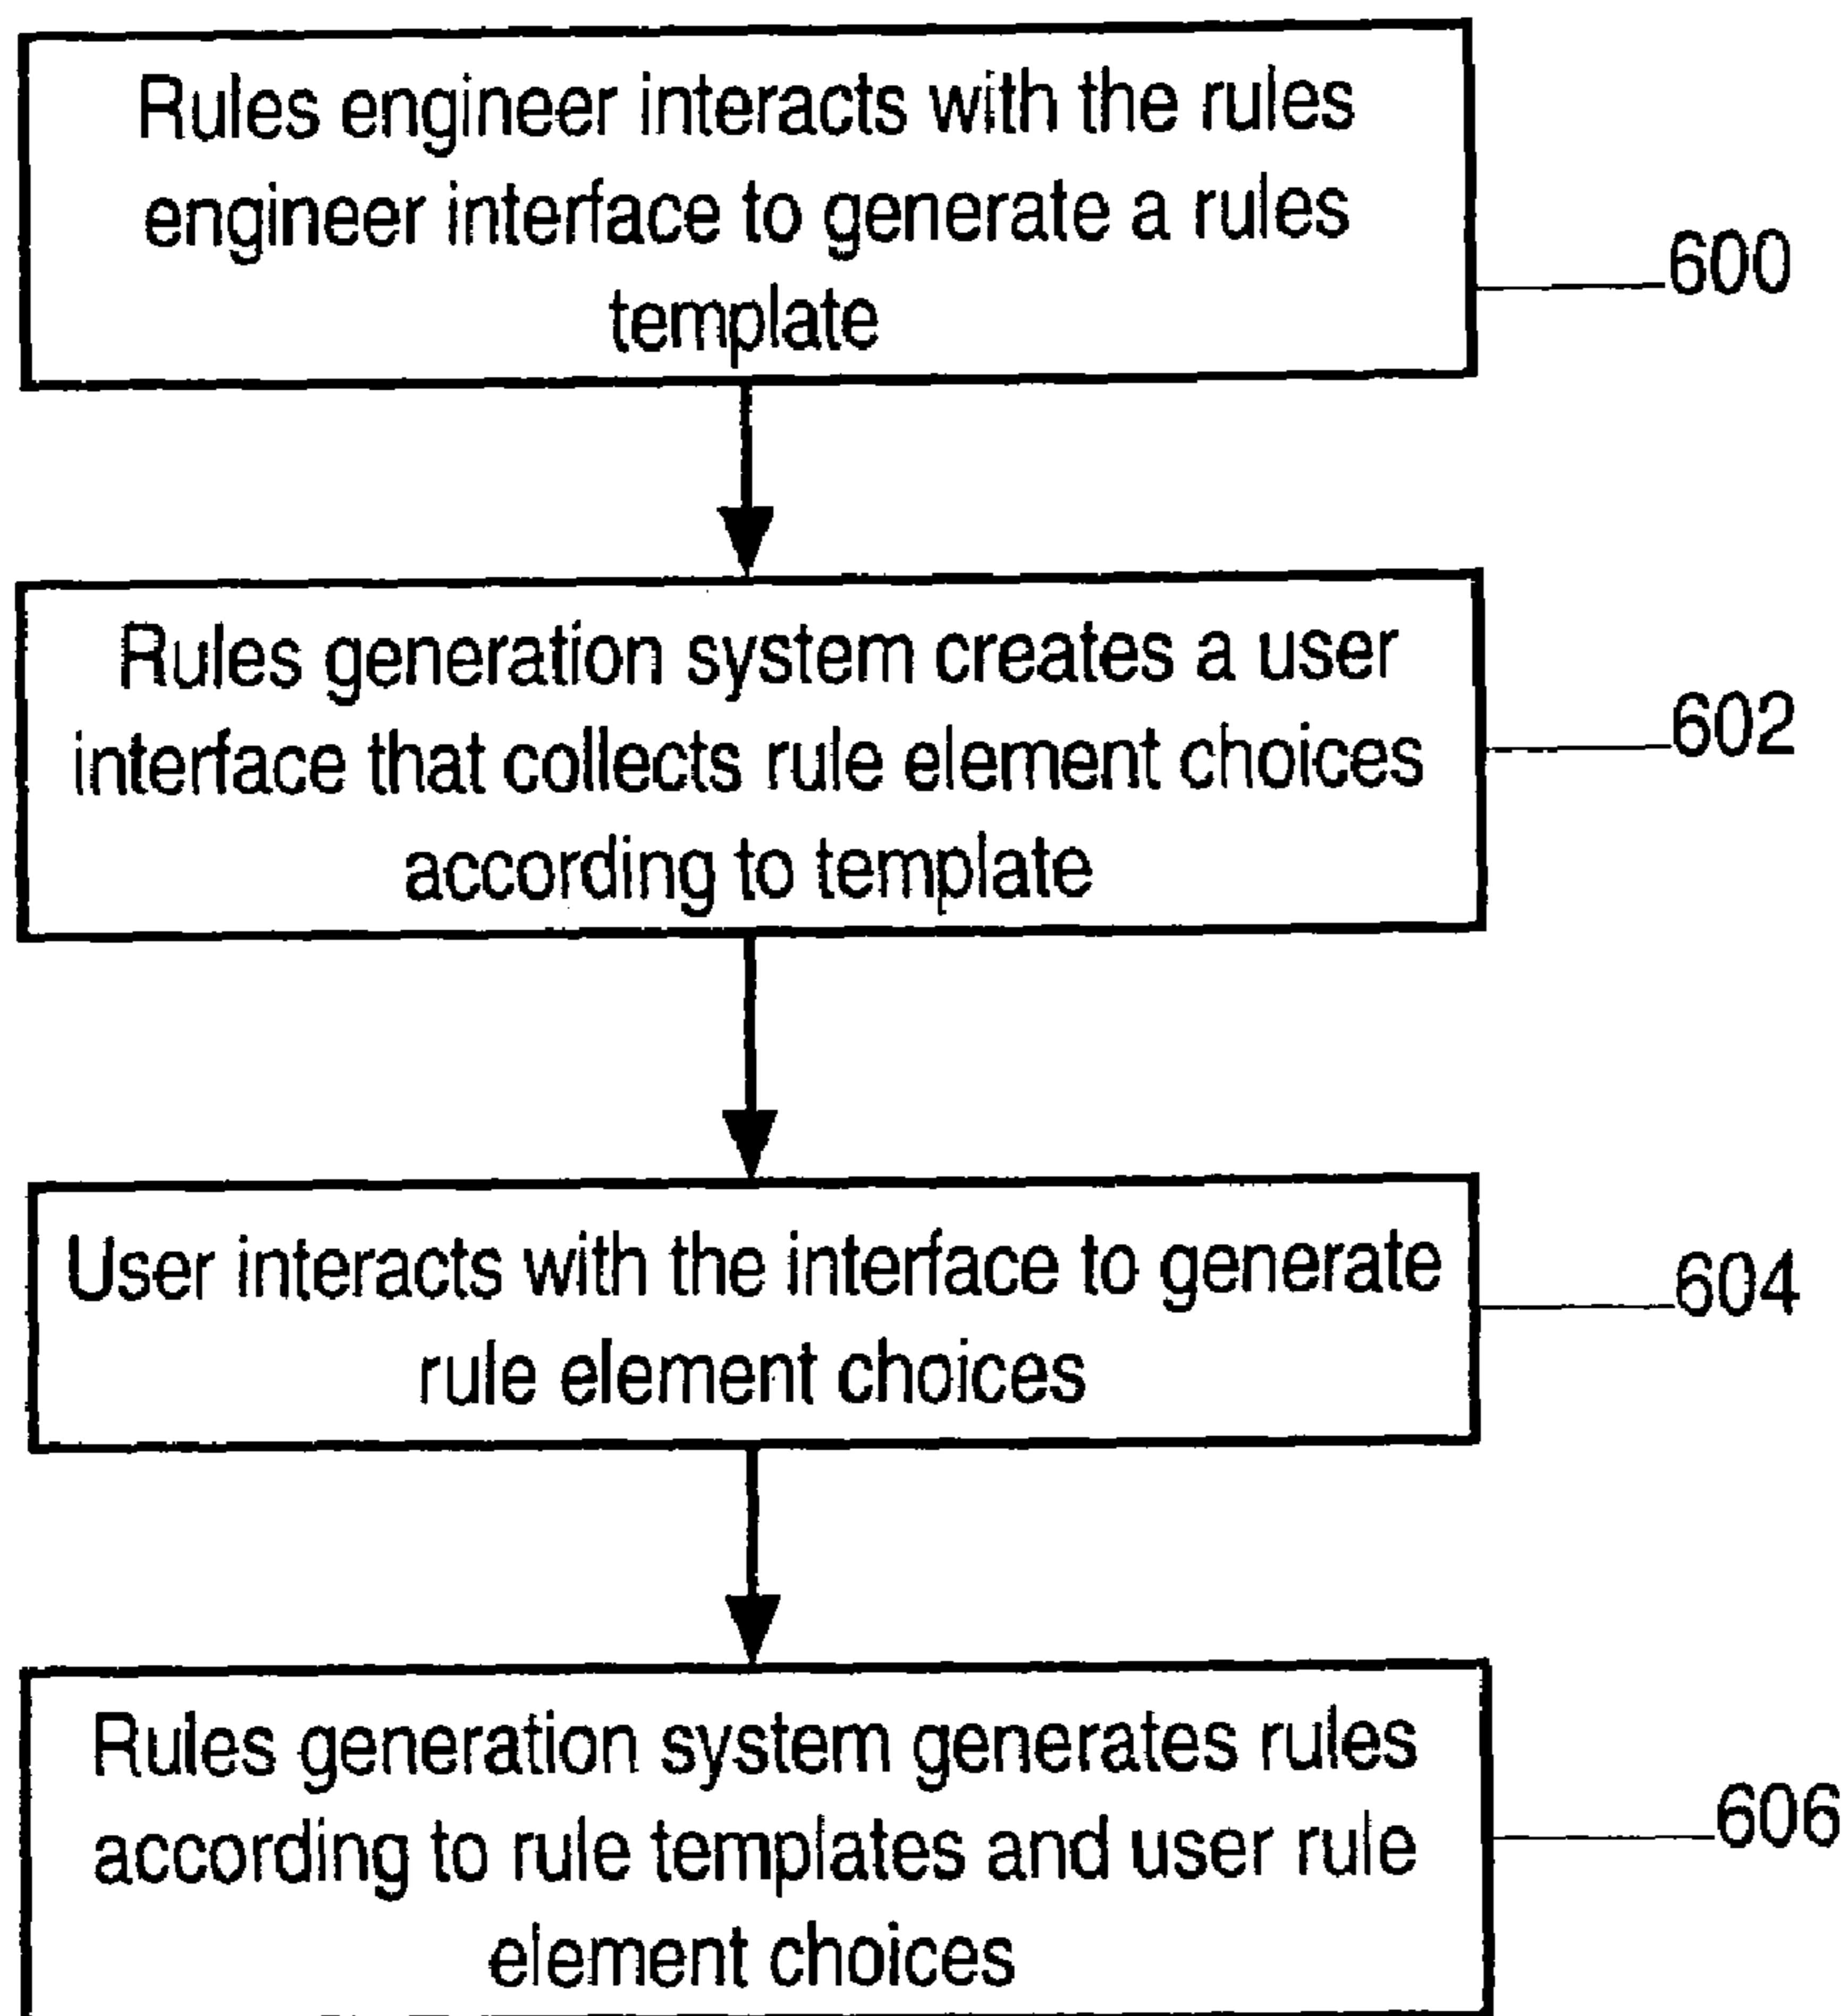 Rules engineer interacts with the rules
engineer interface to generate a rules
template
600
Rules generation system creates a user
interface that collects rule element choices
according to template
602
User interacts with the interface to generate
rule element choices
604
Rules generation system generates rules
according to rule templates and user rule
element choices
606